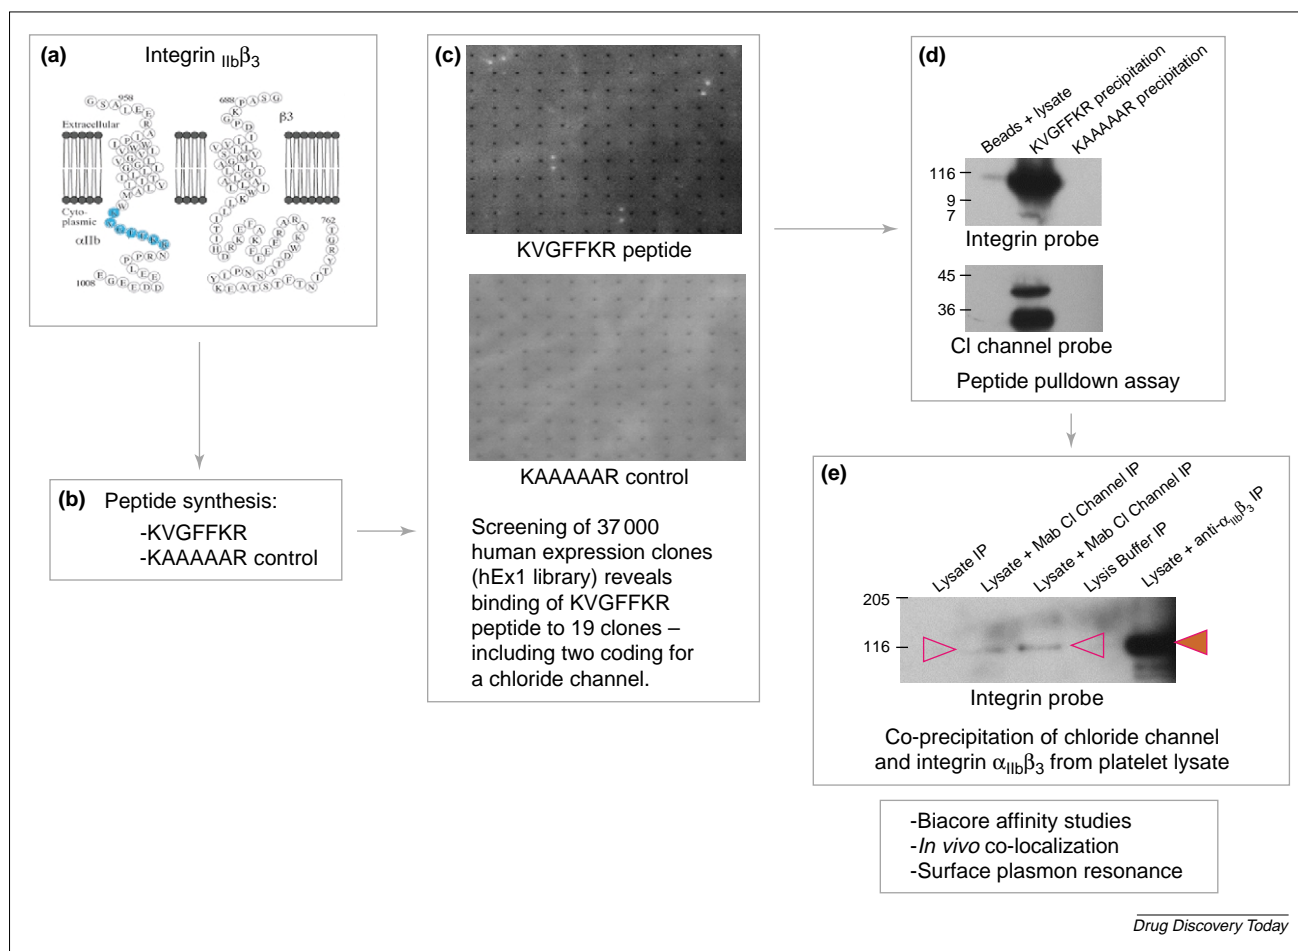 (a)
Integrin IIbβ3
958
668
β3
Extracellular
Cyto-
plasmic
αIIb
762
1008
(b) Peptide synthesis:
-KVGFFKR
-KAAAAAR control
(c)
KVGFFKR peptide
KAAAAAR control
Screening of 37 000
human expression clones
(hEx1 library) reveals
binding of KVGFFKR
peptide to 19 clones –
including two coding for
a chloride channel.
(d)
Beads + lysate
KVGFFKR precipitation
KAAAAAR precipitation
116
9
7
Integrin probe
45
36
Cl channel probe
Peptide pulldown assay
(e)
Lysate IP
Lysate + Mab Cl Channel IP
Lysate + Mab Cl Channel IP
Lysis Buffer IP
Lysate + anti-αIIbβ3 IP
205
116
Integrin probe
Co-precipitation of chloride channel
and integrin αIIbβ3 from platelet lysate
-Biacore affinity studies
-In vivo co-localization
-Surface plasmon resonance
Drug Discovery Today